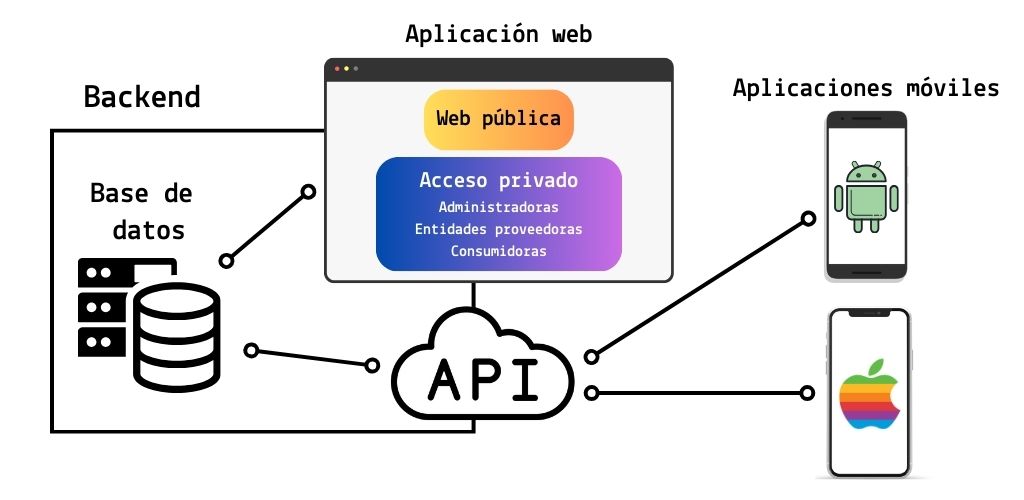 Aplicación web
Backend
Aplicaciones móviles
Web pública
Acceso privado
Administradoras
Entidades proveedoras
Consumidoras
Base de
datos
API